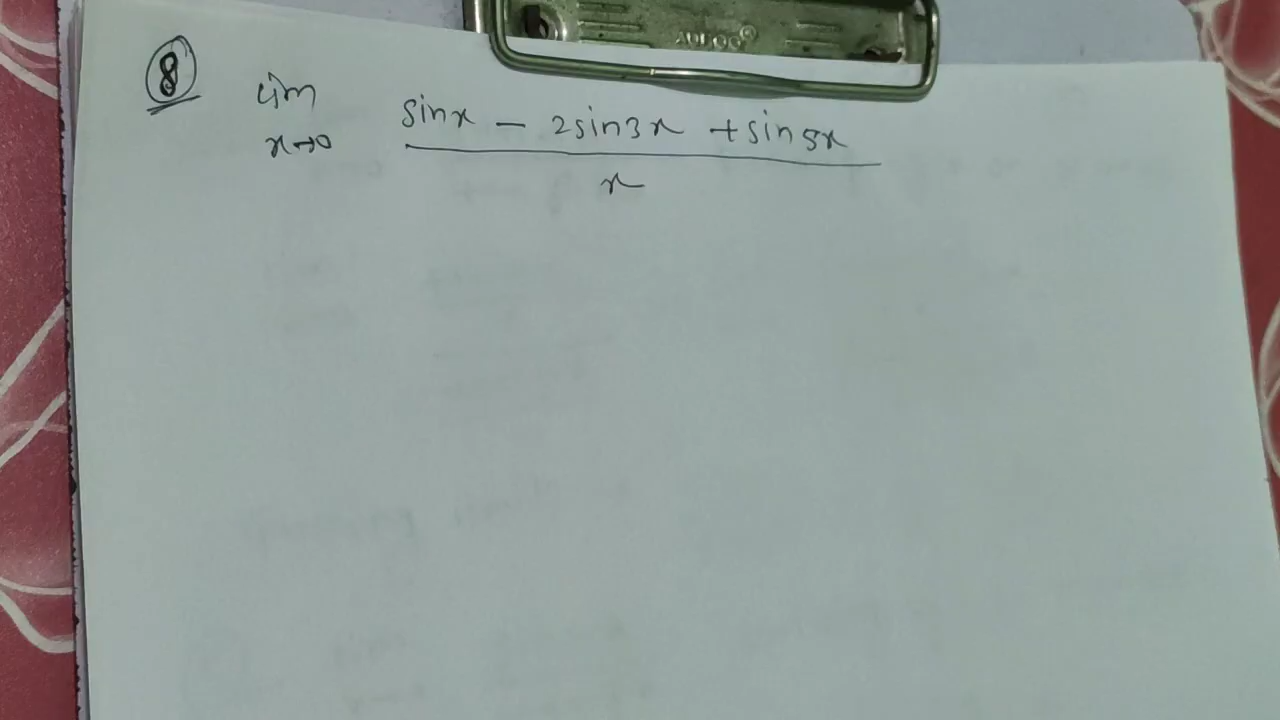 8 lim sinx - 2sin3x + sin5x
x→0 x